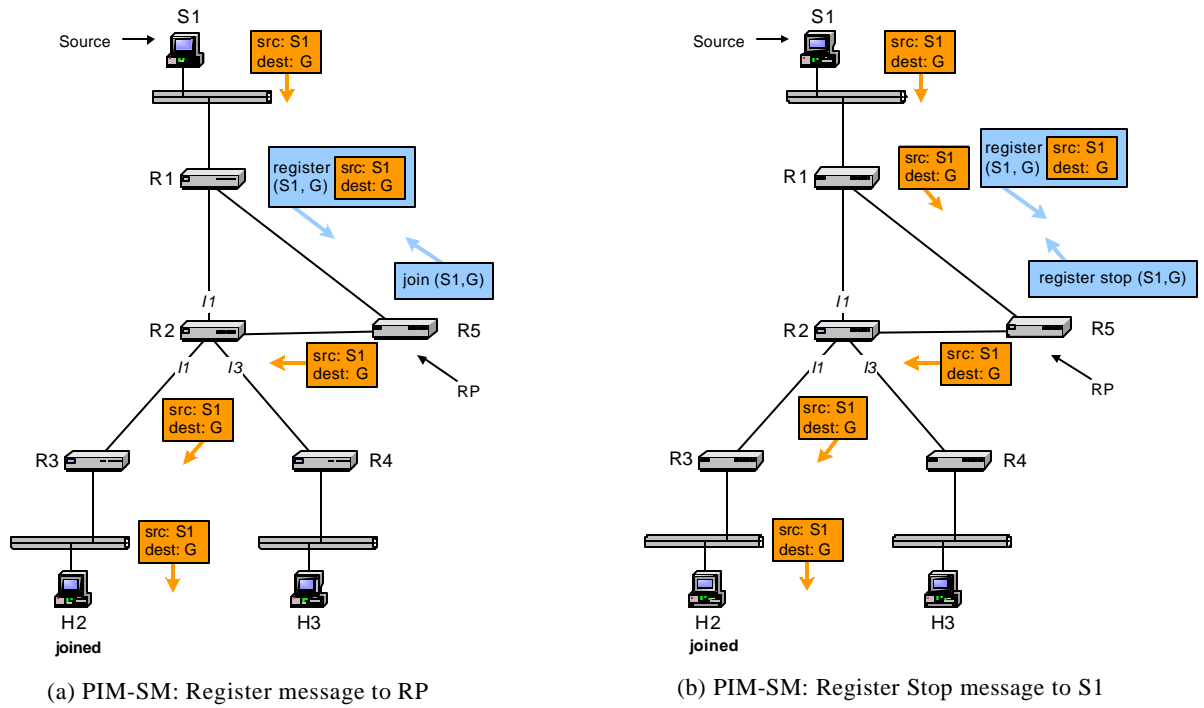 S1
Source
src: S1
dest: G
R1
register
(S1, G)
src: S1
dest: G
join (S1,G)
I1
R2
R5
I1
I3
src: S1
dest: G
RP
src: S1
dest: G
R3
R4
src: S1
dest: G
H2
joined
H3
(a) PIM-SM: Register message to RP
S1
Source
src: S1
dest: G
R1
src: S1
dest: G
register
(S1, G)
src: S1
dest: G
register stop (S1,G)
I1
R2
R5
I1
I3
src: S1
dest: G
RP
src: S1
dest: G
R3
R4
src: S1
dest: G
H2
joined
H3
(b) PIM-SM: Register Stop message to S1